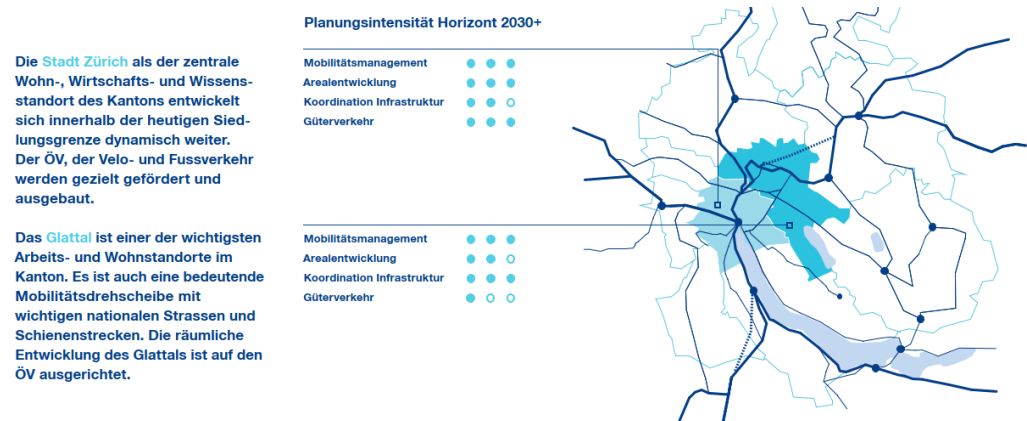 Die Stadt Zürich als der zentrale
Wohn-, Wirtschafts- und Wissens-
standort des Kantons entwickelt
sich innerhalb der heutigen Sied-
lungsgrenze dynamisch weiter.
Der ÖV, der Velo- und Fussverkehr
werden gezielt gefördert und
ausgebaut.
Das Glattal ist einer der wichtigsten
Arbeits- und Wohnstandorte im
Kanton. Es ist auch eine bedeutende
Mobilitätsdrehscheibe mit
wichtigen nationalen Strassen und
Schienenstrecken. Die räumliche
Entwicklung des Glattals ist auf den
ÖV ausgerichtet.
Planungsintensität Horizont 2030+
Mobilitätsmanagement
Arealentwicklung
Koordination Infrastruktur
Güterverkehr
Mobilitätsmanagement
Arealentwicklung
Koordination Infrastruktur
Güterverkehr